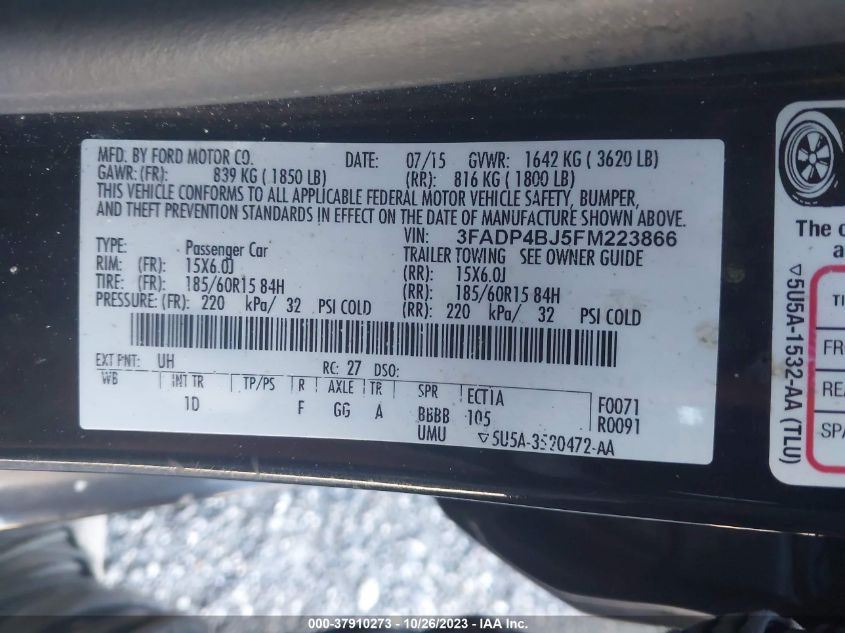 MFD. BY FORD MOTOR CO. DATE: 07/15 GVWR: 1642 KG ( 3620 LB)
GAWR: (FR): 839 KG ( 1850 LB) (RR): 816 KG ( 1800 LB)
THIS VEHICLE CONFORMS TO ALL APPLICABLE FEDERAL MOTOR VEHICLE SAFETY, BUMPER,
AND THEFT PREVENTION STANDARDS IN EFFECT ON THE DATE OF MANUFACTURE SHOWN ABOVE.
VIN: 3FADP4BJ5FM223866
TYPE: Passenger Car TRAILER TOWING SEE OWNER GUIDE
RIM: (FR): 15X6.0J (RR): 15X6.0J
TIRE: (FR): 185/60R15 84H (RR): 185/60R15 84H
PRESSURE: (FR): 220 kPa/ 32 PSI COLD (RR): 220 kPa/ 32 PSI COLD
EXT PNT: UH RC: 27 DSO:
WB INT TR TP/PS R AXLE TR SPR ECTIA F0071
1D F GG A BBBB 105 R0091
UMU ▽5U5A-3520472-AA
The
a
▽5U5A-1532-AA (TLU)
TI
FR
REA
SPA
000-37910273 - 10/26/2023 - IAA Inc.